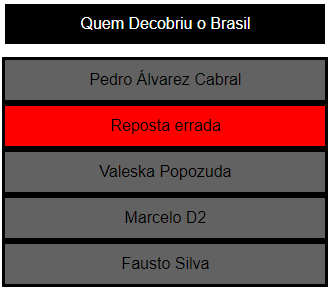 Quem Decobriu o Brasil
Pedro Álvarez Cabral
Reposta errada
Valeska Popozuda
Marcelo D2
Fausto Silva